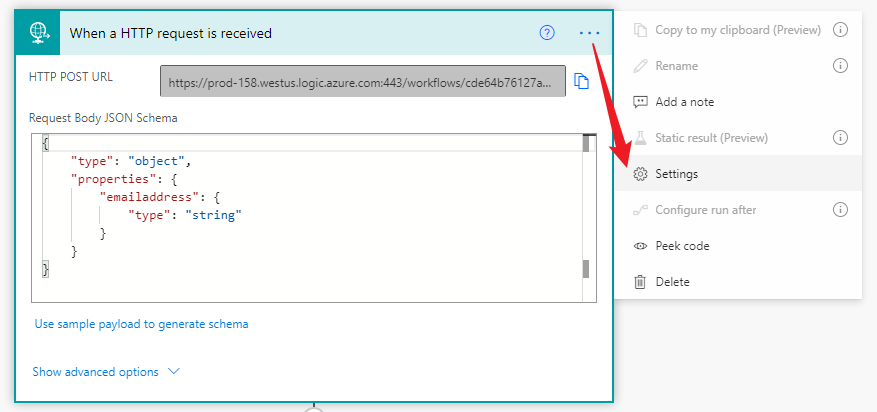 When a HTTP request is received
HTTP POST URL
https://prod-158.westus.logic.azure.com:443/workflows/cde64b76127a...
Request Body JSON Schema
{
"type": "object",
"properties": {
"emailaddress": {
"type": "string"
}
}
}
Use sample payload to generate schema
Show advanced options
Copy to my clipboard (Preview)
Rename
Add a note
Static result (Preview)
Settings
Configure run after
Peek code
Delete